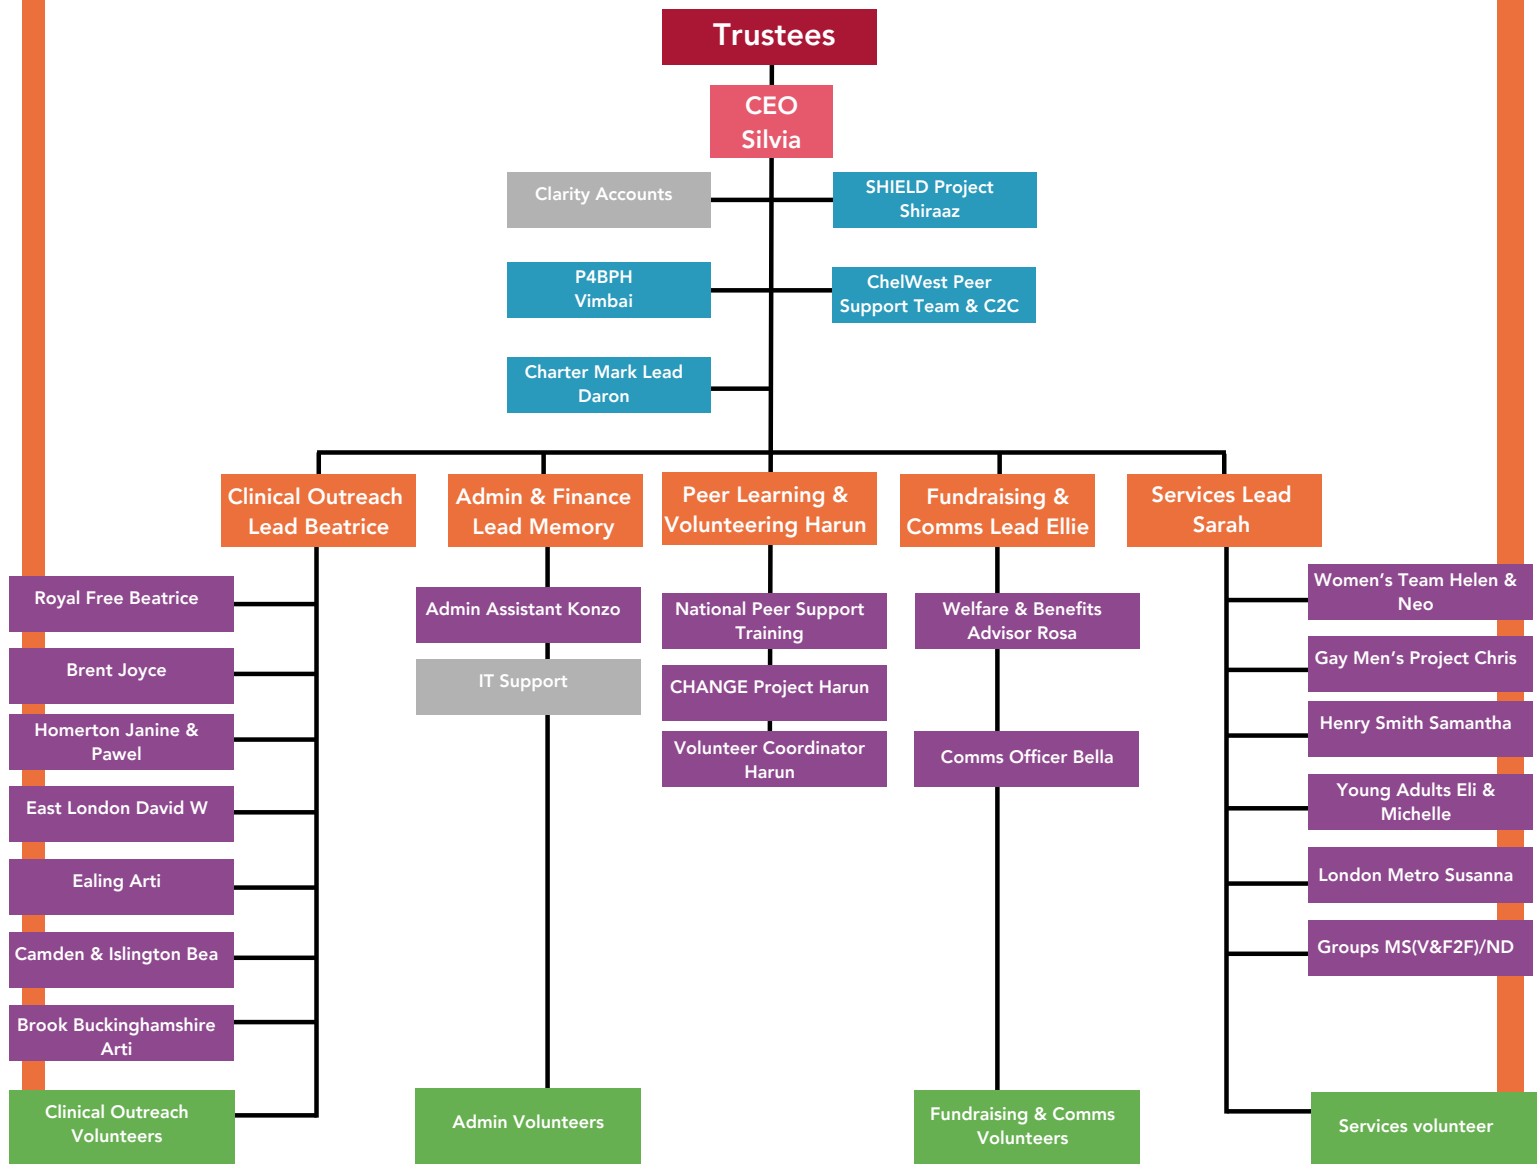 Trustees
CEO
Silvia
Clarity Accounts
SHIELD Project
Shiraaz
P4BPH
Vimbai
ChelWest Peer
Support Team & C2C
Charter Mark Lead
Daron
Clinical Outreach
Lead Beatrice
Admin & Finance
Lead Memory
Peer Learning &
Volunteering Harun
Fundraising &
Comms Lead Ellie
Services Lead
Sarah
Royal Free Beatrice
Brent Joyce
Homerton Janine &
Pawel
East London David W
Ealing Arti
Camden & Islington Bea
Brook Buckinghamshire
Arti
Clinical Outreach
Volunteers
Admin Assistant Konzo
IT Support
Admin Volunteers
National Peer Support
Training
CHANGE Project Harun
Volunteer Coordinator
Harun
Welfare & Benefits
Advisor Rosa
Comms Officer Bella
Fundraising & Comms
Volunteers
Women's Team Helen &
Neo
Gay Men's Project Chris
Henry Smith Samantha
Young Adults Eli &
Michelle
London Metro Susanna
Groups MS(V&F2F)/ND
Services volunteer